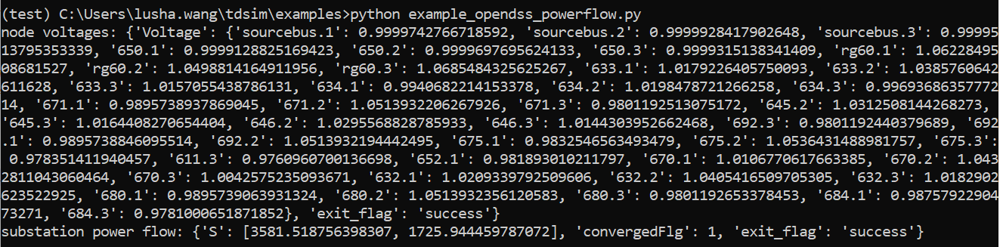 (test) C:\Users\lusha.wang\tdsim\examples>python example_opendss_powerflow.py
node voltages: {'Voltage': {'sourcebus.1': 0.9999742766718592, 'sourcebus.2': 0.9999928417902648, 'sourcebus.3': 0.99995
13795353339, '650.1': 0.9999128825169423, '650.2': 0.9999697695624133, '650.3': 0.9999315138341409, 'rg60.1': 1.06228495
08681527, 'rg60.2': 1.0498814164911956, 'rg60.3': 1.0685484325625267, '633.1': 1.0179226405750093, '633.2': 1.0385760642
611628, '633.3': 1.0157055438786131, '634.1': 0.9940682214153378, '634.2': 1.0198478721266258, '634.3': 0.99693686357772
14, '671.1': 0.9895738937869045, '671.2': 1.0513932206267926, '671.3': 0.9801192513075172, '645.2': 1.0312508144268273,
'645.3': 1.0164408270654404, '646.2': 1.0295568828785933, '646.3': 1.0144303952662468, '692.3': 0.9801192440379689, '692
.1': 0.9895738846095514, '692.2': 1.0513932194442495, '675.1': 0.9832546563493479, '675.2': 1.0536431488981757, '675.3':
 0.978351411940457, '611.3': 0.9760960700136698, '652.1': 0.981893010211797, '670.1': 1.0106770617663385, '670.2': 1.043
2811043060464, '670.3': 1.0042575235093671, '632.1': 1.0209339792509606, '632.2': 1.0405416509705305, '632.3': 1.0182902
623522925, '680.1': 0.9895739063931324, '680.2': 1.0513932356120583, '680.3': 0.9801192653378453, '684.1': 0.98757922904
73271, '684.3': 0.9781000651871852}, 'exit_flag': 'success'}
substation power flow: {'S': [3581.518756398307, 1725.944459787072], 'convergedFlg': 1, 'exit_flag': 'success'}